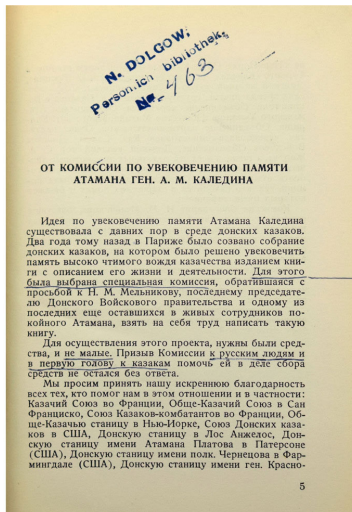 N. DOLGOW,
Personlich bibliothek,
No. 463
ОТ КОМИССИИ ПО УВЕКОВЕЧЕНИЮ ПАМЯТИ
АТАМАНА ГЕН. А. М. КАЛЕДИНА
Идея по увековечению памяти Атамана Каледина
существовала с давних пор в среде донских казаков.
Два года тому назад в Париже было созвано собрание
донских казаков, на котором было решено увековечить
память высоко чтимого вождя казачества изданием кни-
ги с описанием его жизни и деятельности. Для этого
была выбрана специальная комиссия, обратившаяся с
просьбой к Н. М. Мельникову, последнему председате-
лю Донского Войскового правительства и одному из
последних еще оставшихся в живых сотрудников по-
койного Атамана, взять на себя труд написать такую
книгу.
Для осуществления этого проекта, нужны были сред-
ства, и не малые. Призыв Комиссии к русским людям и
в первую голову к казакам помочь ей в деле сбора
средств не остался без ответа.
Мы просим принять нашу искреннюю благодарность
всех тех, кто помог нам в этом отношении и в частности:
Казачий Союз во Франции, Обще-Казачий Союз в Сан
Франциско, Союз Казаков-комбатантов во Франции, Об-
ще-Казачью станицу в Нью-Иорке, Союз Донских каза-
ков в США, Донскую станицу в Лос Анжелос, Дон-
скую станицу имени Атамана Платова в Патерсоне
(США), Донскую станицу имени полк. Чернецова в Фар-
мингдале (США), Донскую станицу имени ген. Красно-
5